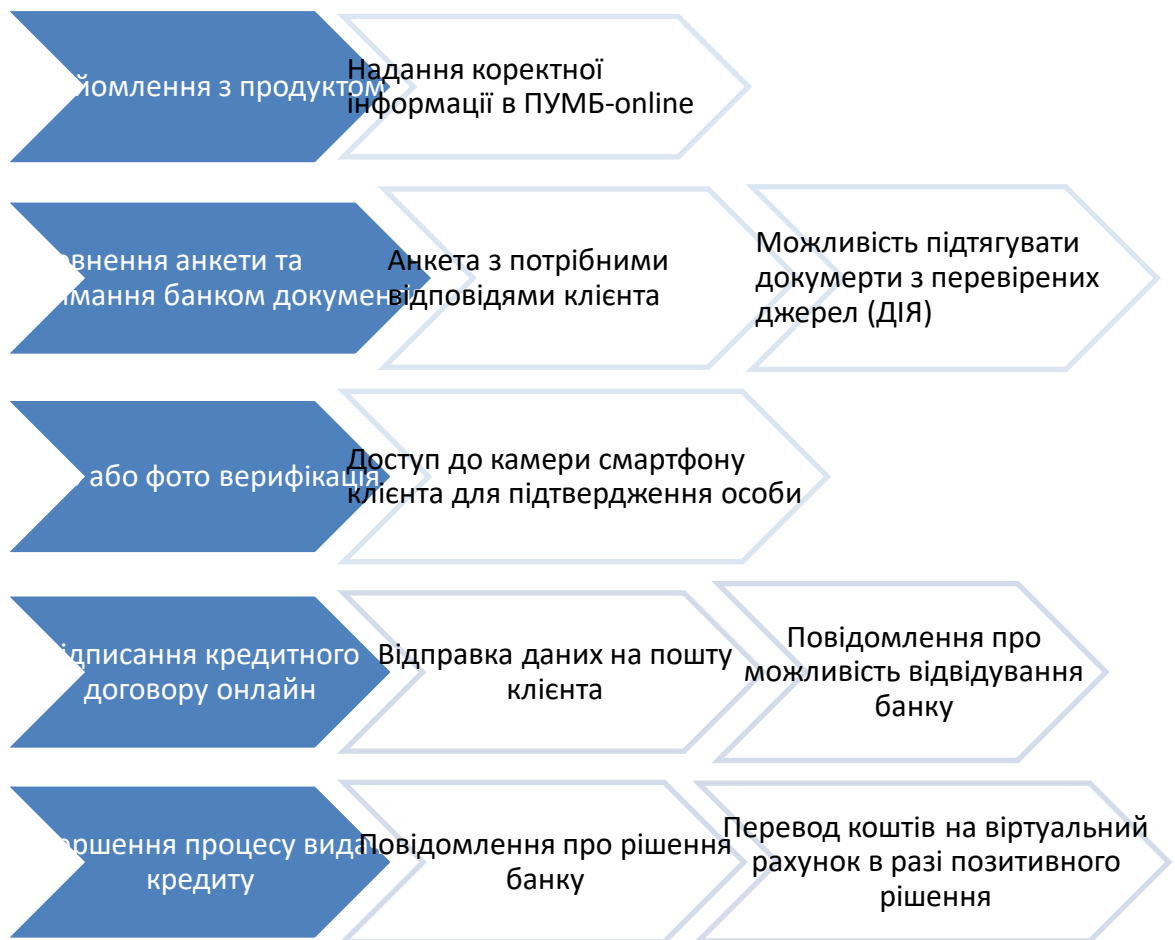 йомлення з продуктом
Надання коректної
інформації в ПУМБ-online
овнення анкети та
имання банком докумен
Анкета з потрібними
відповідями клієнта
Можливість підтягувати
докумерти з перевірених
джерел (ДІЯ)
або фото верифікація
Доступ до камери смартфону
клієнта для підтвердження особи
ідписання кредитного
договору онлайн
Відправка даних на пошту
клієнта
Повідомлення про
можливість відвідування
банку
ершення процесу вида
кредиту
Повідомлення про рішення
банку
Перевод коштів на віртуальний
рахунок в разі позитивного
рішення